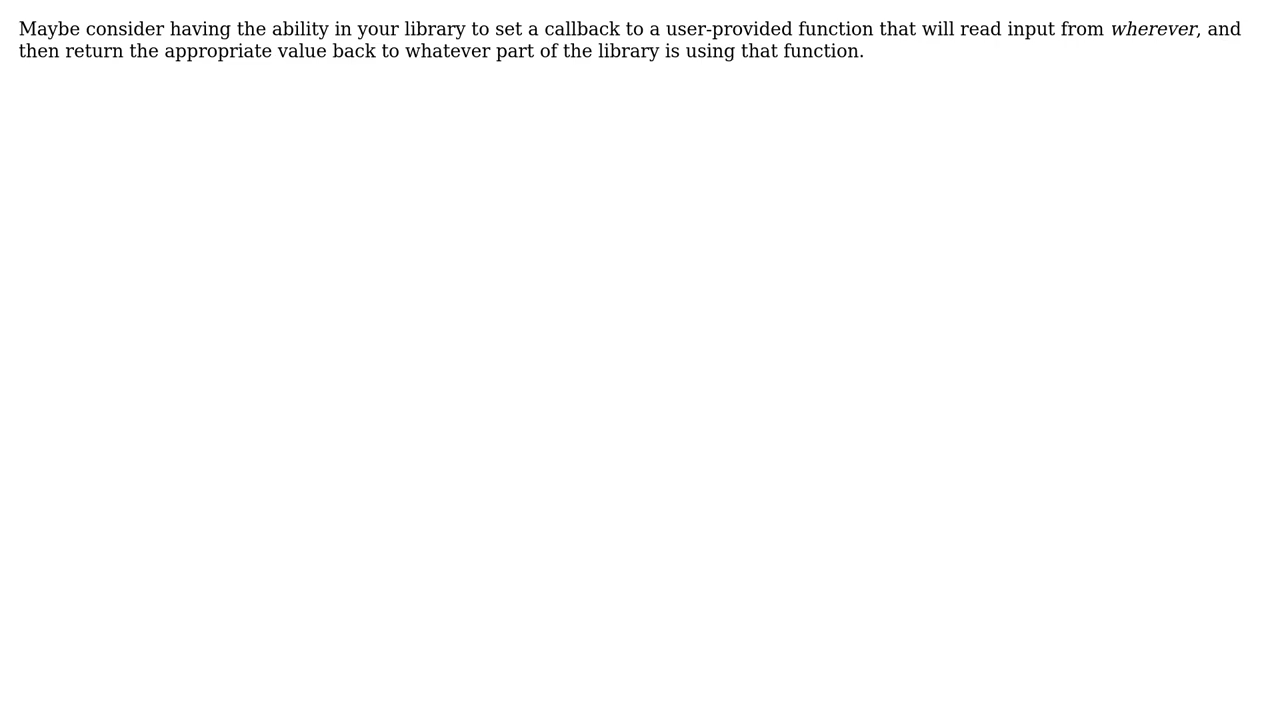 Maybe consider having the ability in your library to set a callback to a user-provided function that will read input from wherever, and
then return the appropriate value back to whatever part of the library is using that function.